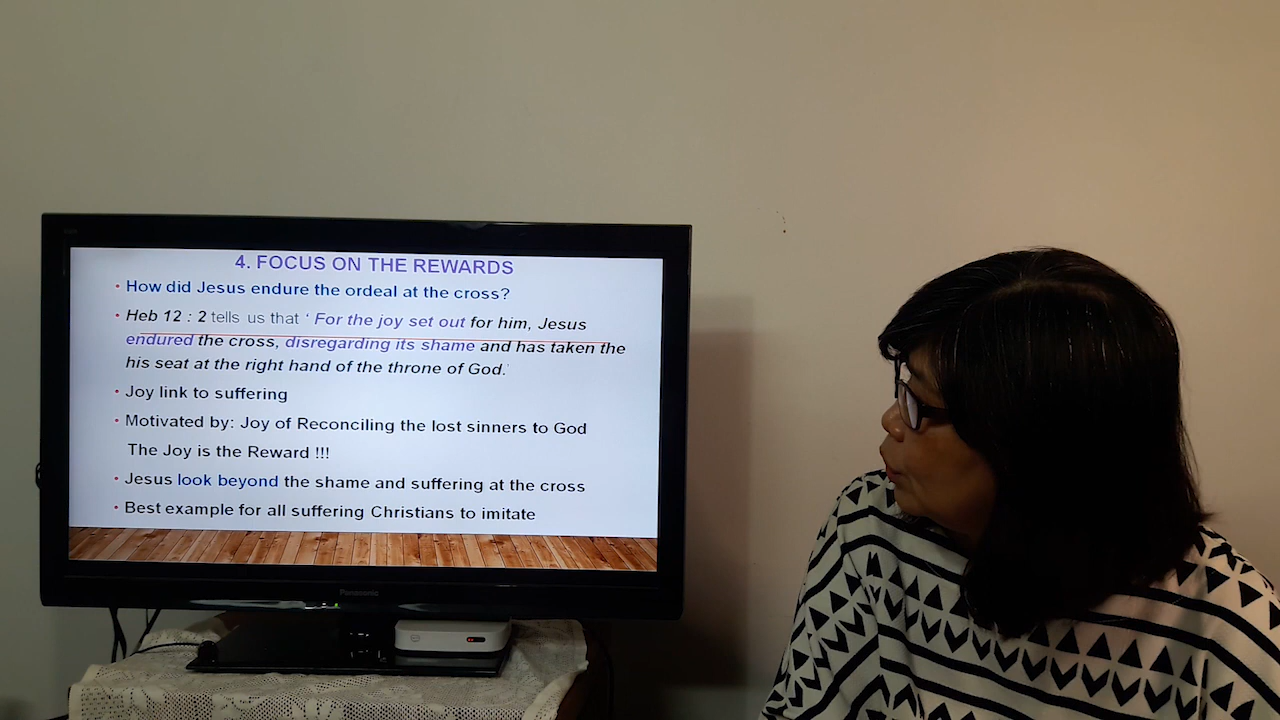 4. FOCUS ON THE REWARDS
• How did Jesus endure the ordeal at the cross?
• Heb 12 : 2 tells us that ‘ For the joy set out for him, Jesus
endured the cross, disregarding its shame and has taken the
his seat at the right hand of the throne of God.’
• Joy link to suffering
• Motivated by: Joy of Reconciling the lost sinners to God
The Joy is the Reward !!!
• Jesus look beyond the shame and suffering at the cross
• Best example for all suffering Christians to imitate
Panasonic